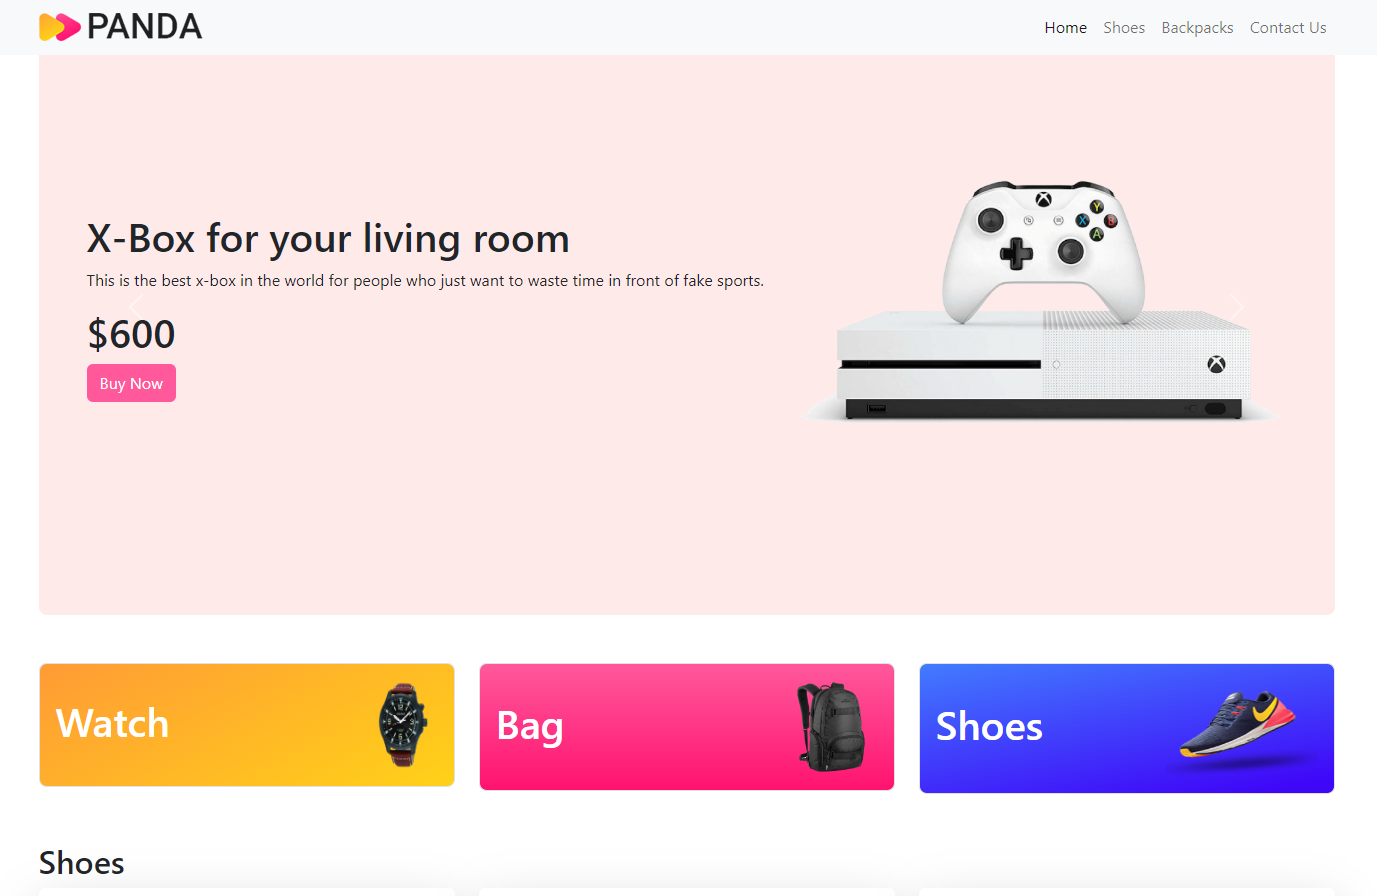 PANDA
Home Shoes Backpacks Contact Us
X-Box for your living room
This is the best x-box in the world for people who just want to waste time in front of fake sports.
$600
Buy Now
Y
X B
A
Watch
Bag
Shoes
Shoes